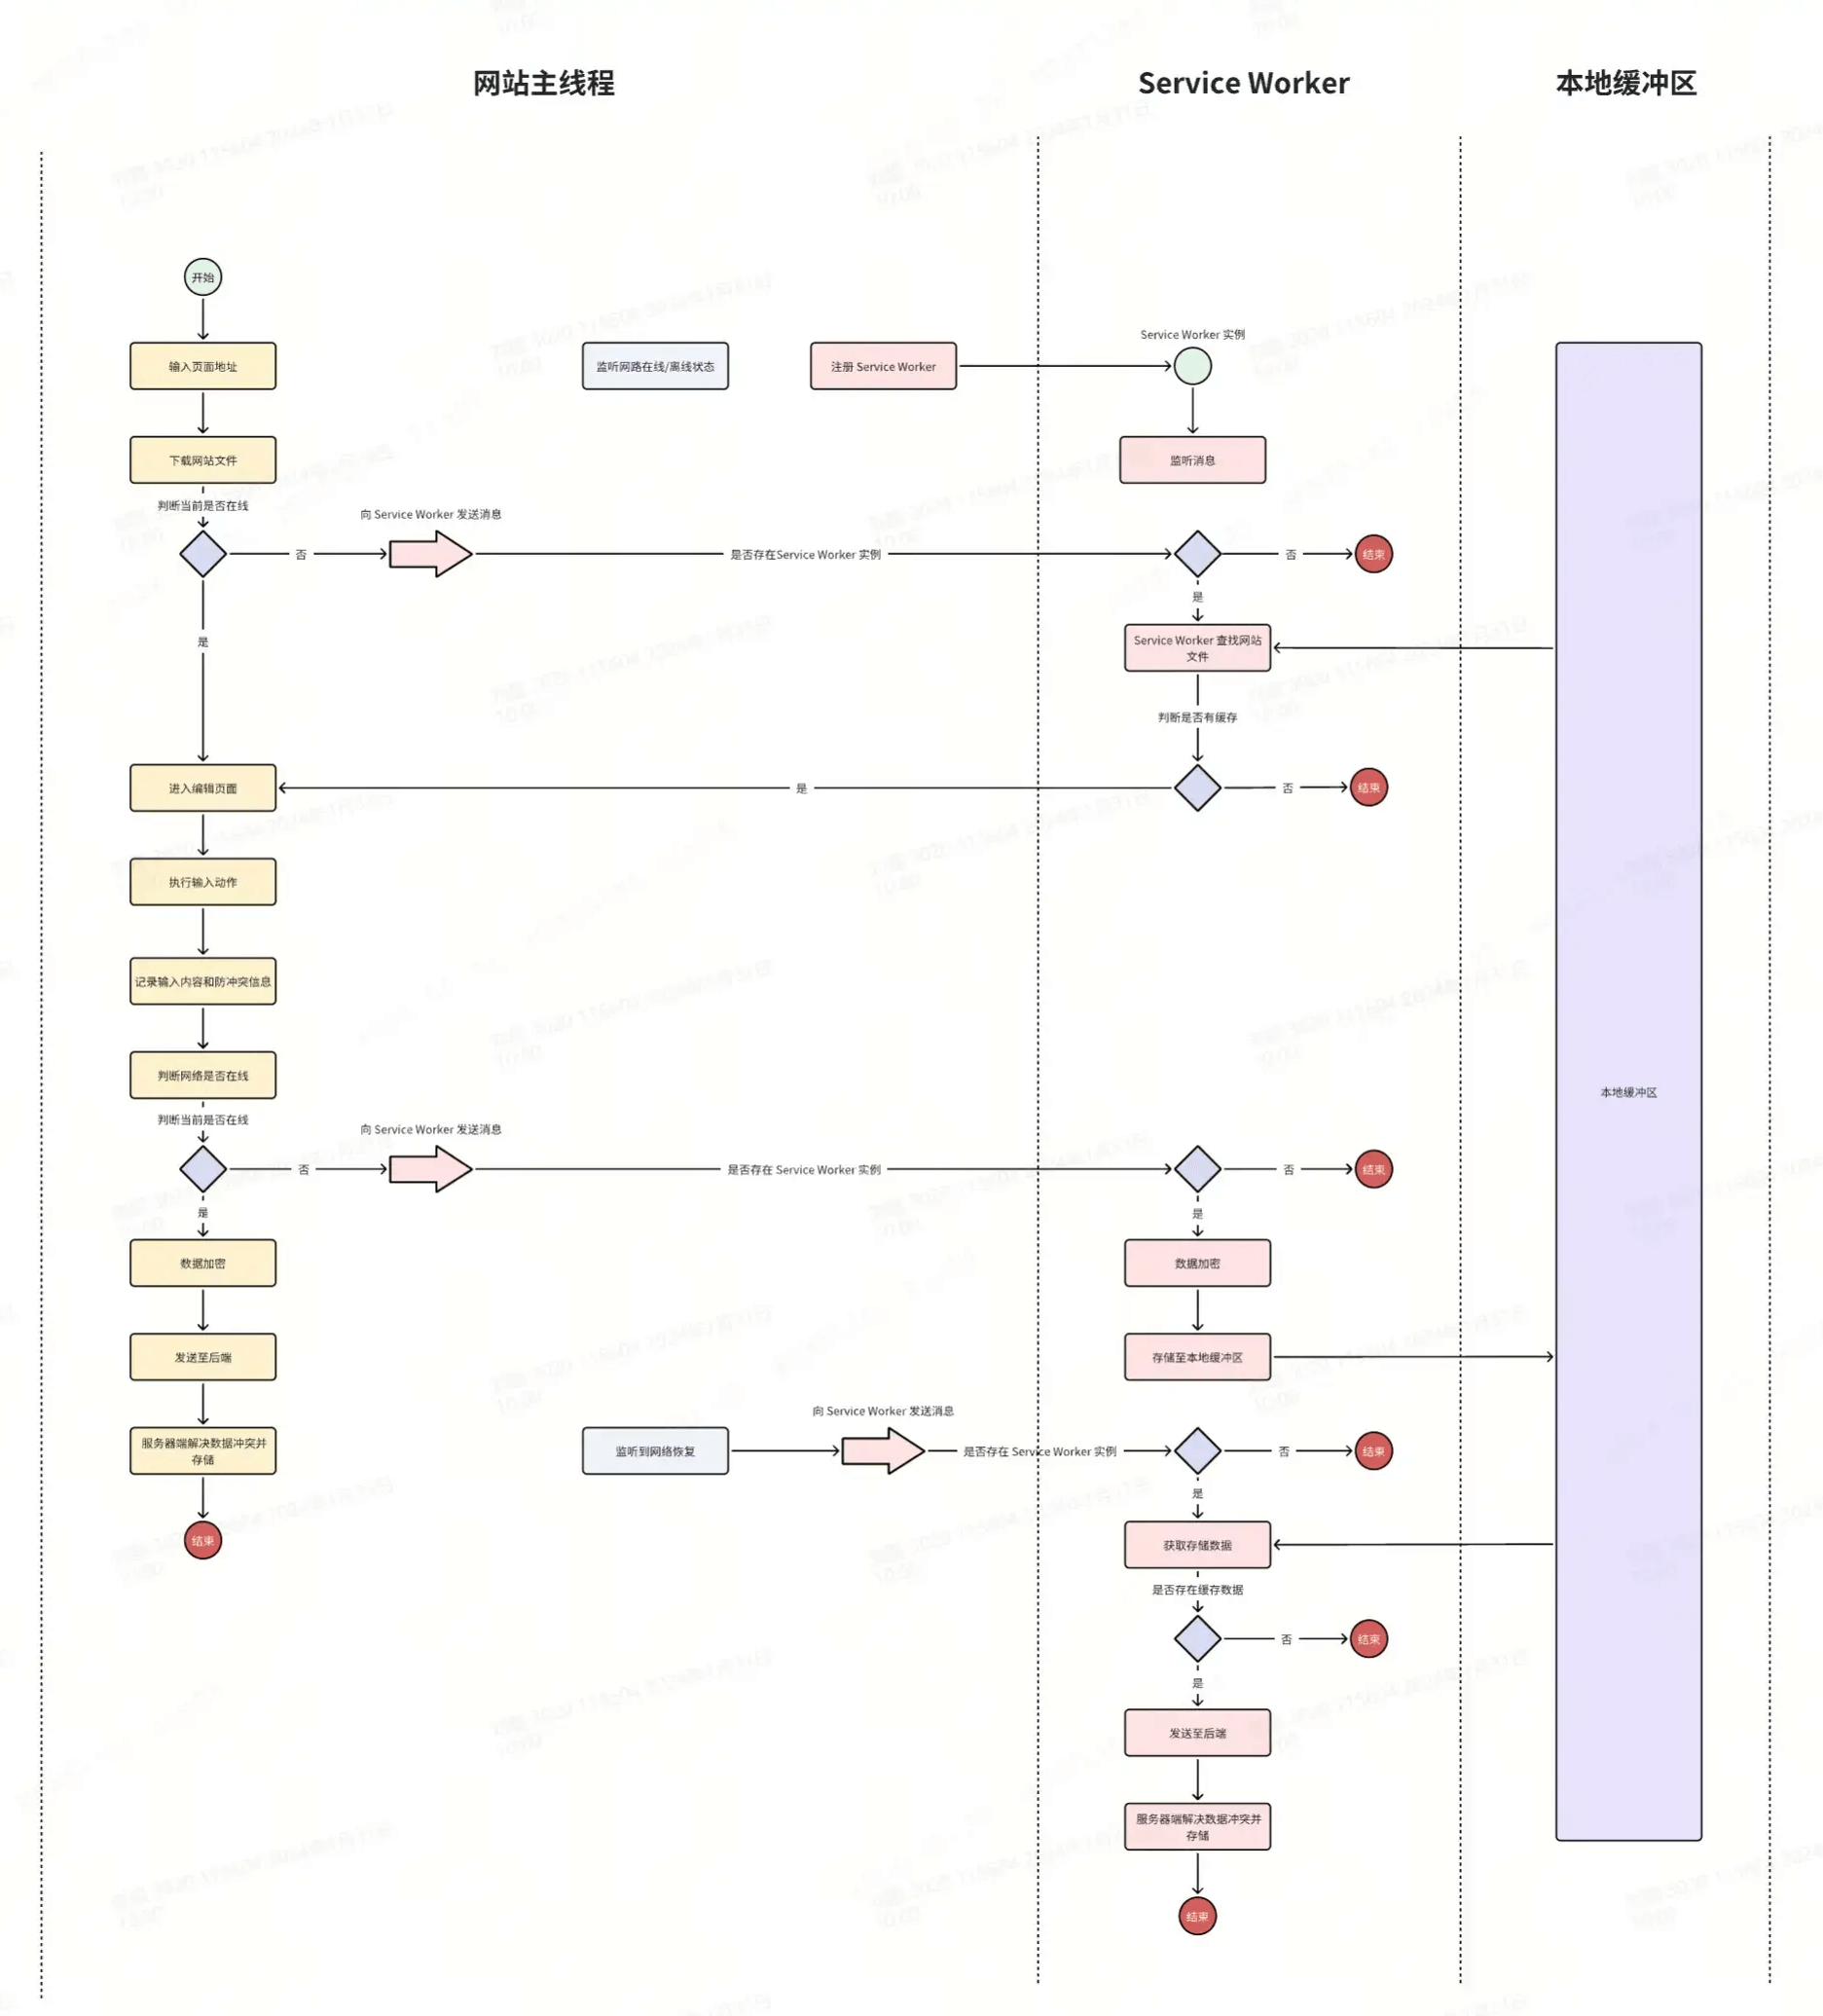 网站主线程
Service Worker
本地缓冲区
开始
Service Worker 实例
输入页面地址
监听网路在线/离线状态
注册 Service Worker
下载网站文件
监听消息
判断当前是否在线
向 Service Worker 发送消息
否
是否存在Service Worker 实例
否
结束
是
是
Service Worker 查找网站
文件
判断是否有缓存
进入编辑页面
是
否
结束
执行输入动作
记录输入内容和防冲突信息
判断网络是否在线
本地缓冲区
判断当前是否在线
向 Service Worker 发送消息
否
是否存在 Service Worker 实例
否
结束
是
是
数据加密
数据加密
发送至后端
存储至本地缓冲区
向 Service Worker 发送消息
服务器端解决数据冲突并
存储
监听到网络恢复
是否存在 Service Worker 实例
否
结束
是
结束
获取存储数据
是否存在缓存数据
否
结束
是
发送至后端
服务器端解决数据冲突并
存储
结束